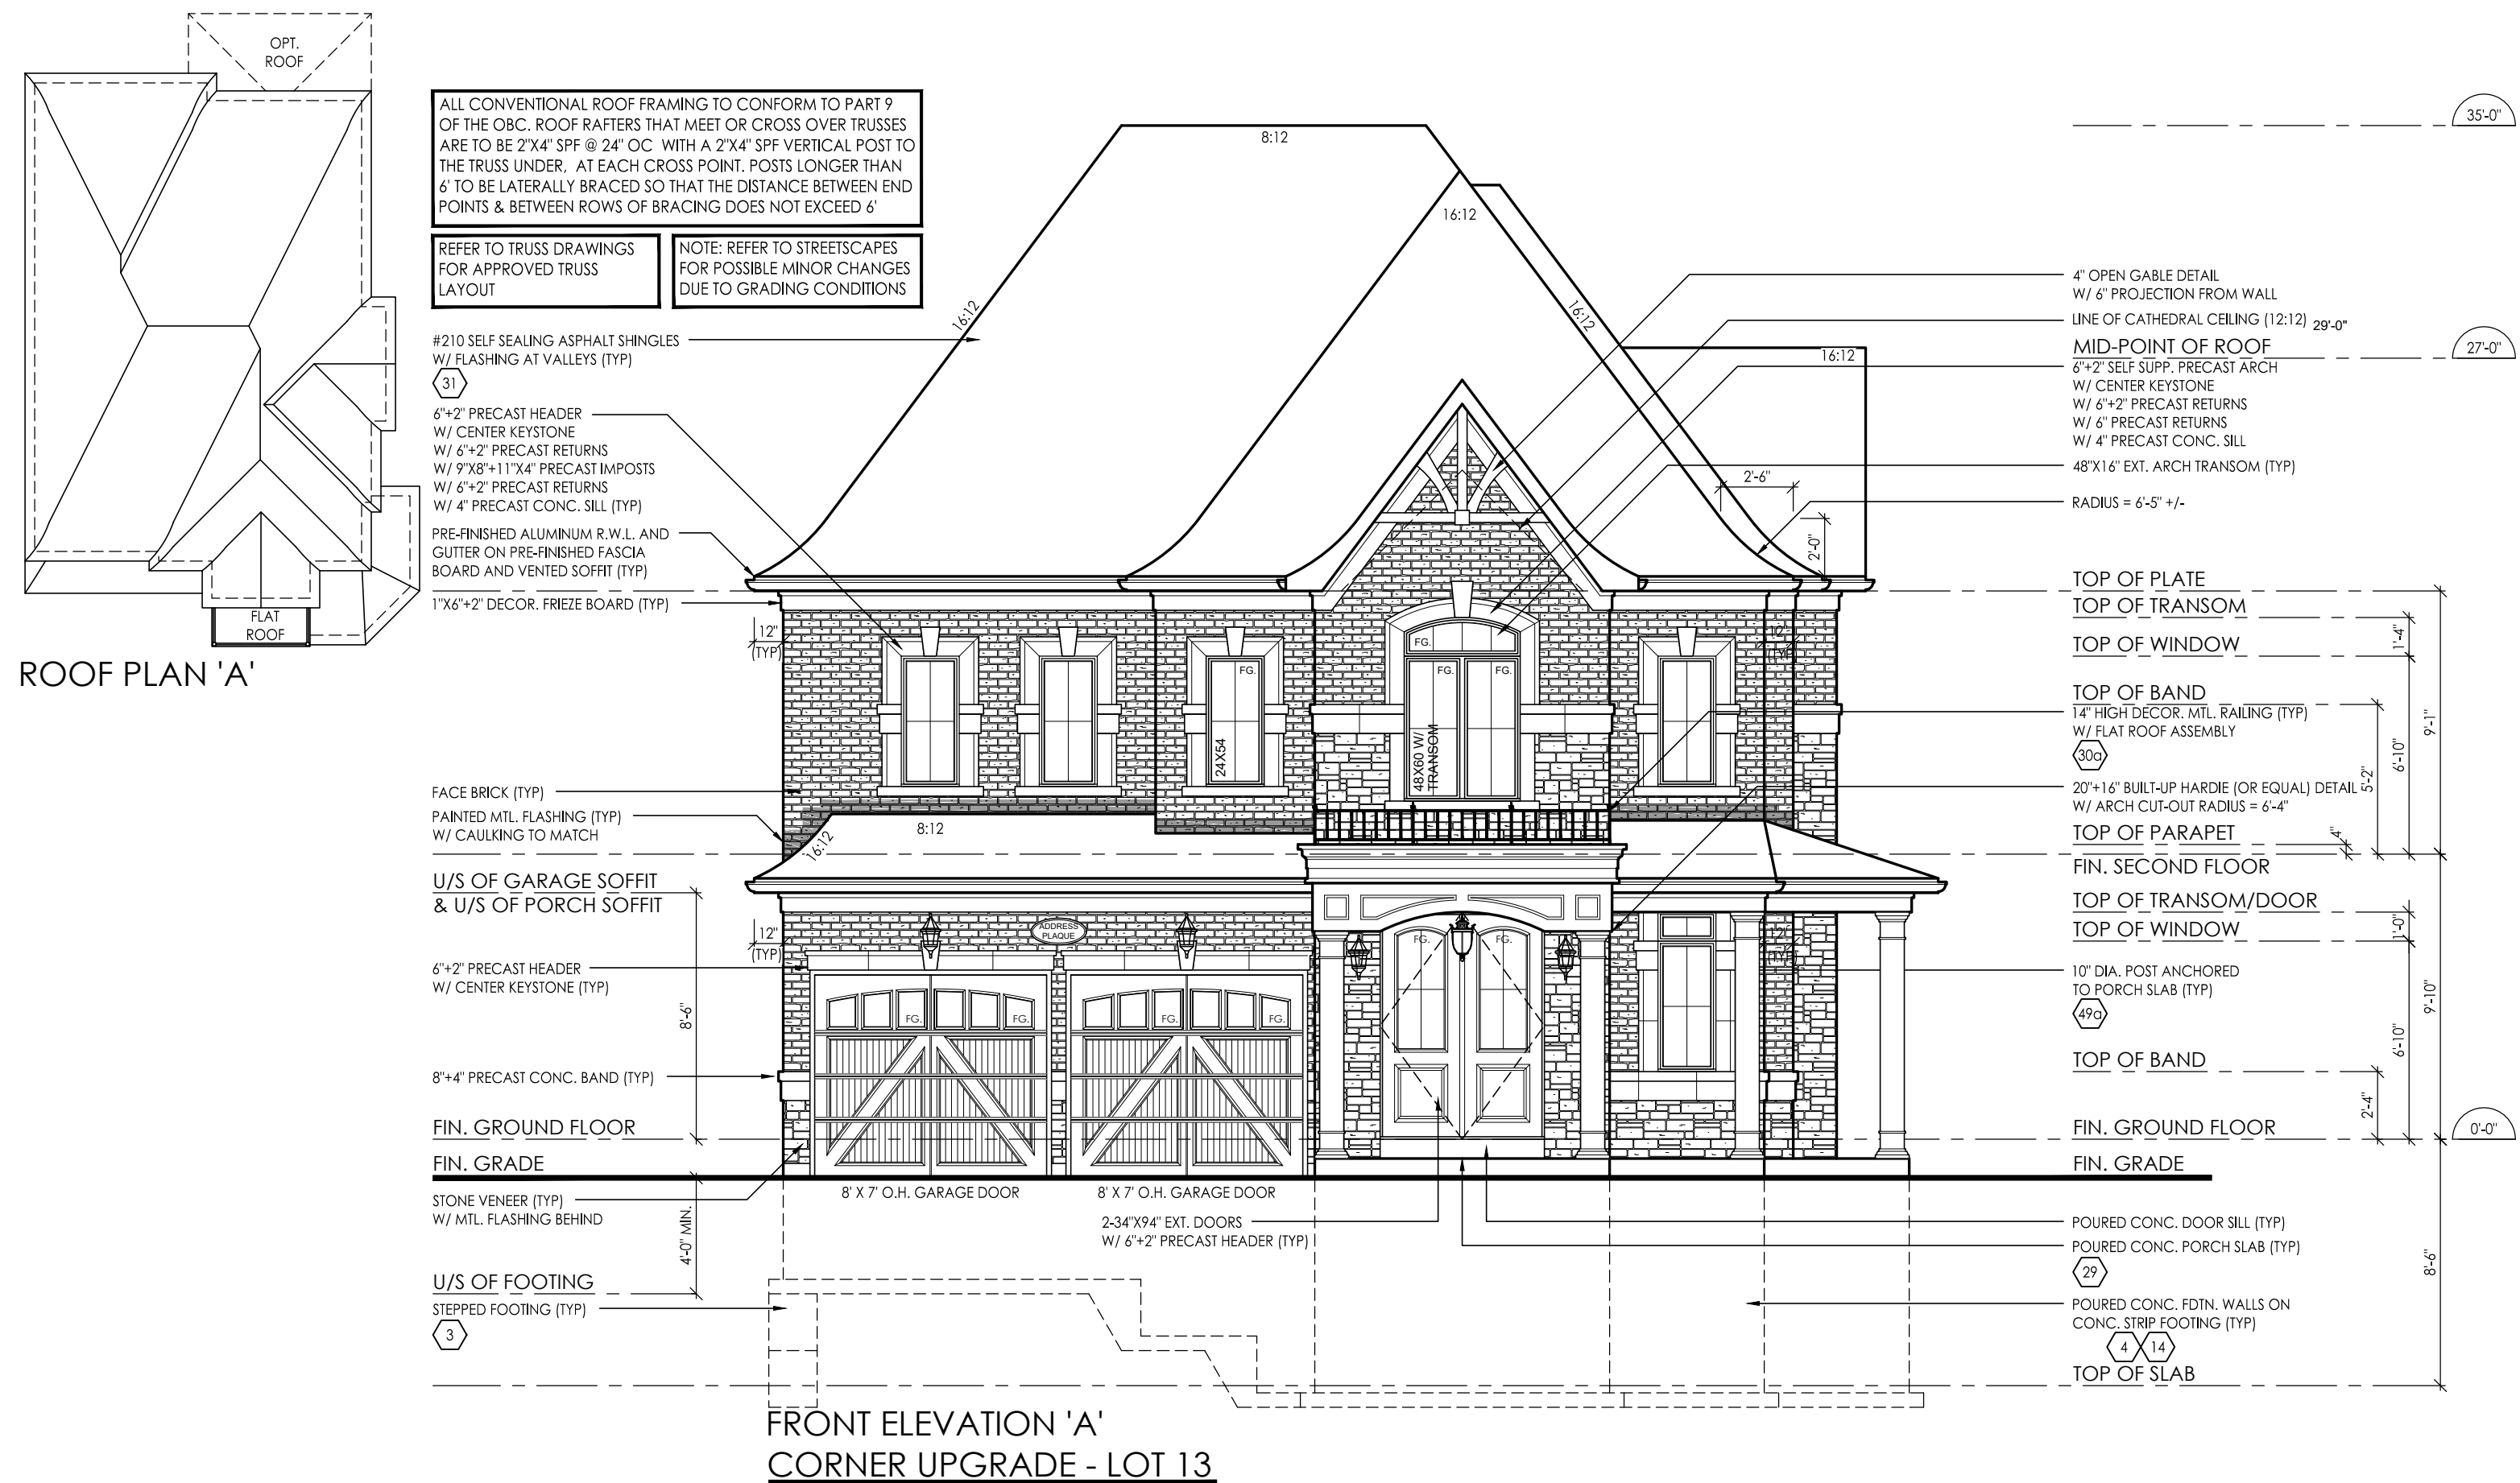 OPT.
ROOF
FLAT
ROOF
ROOF PLAN 'A'
ALL CONVENTIONAL ROOF FRAMING TO CONFORM TO PART 9
OF THE OBC. ROOF RAFTERS THAT MEET OR CROSS OVER TRUSSES
ARE TO BE 2"X4" SPF @ 24" OC WITH A 2"X4" SPF VERTICAL POST TO
THE TRUSS UNDER, AT EACH CROSS POINT. POSTS LONGER THAN
6' TO BE LATERALLY BRACED SO THAT THE DISTANCE BETWEEN END
POINTS & BETWEEN ROWS OF BRACING DOES NOT EXCEED 6'
REFER TO TRUSS DRAWINGS
FOR APPROVED TRUSS
LAYOUT
NOTE: REFER TO STREETSCAPES
FOR POSSIBLE MINOR CHANGES
DUE TO GRADING CONDITIONS
#210 SELF SEALING ASPHALT SHINGLES
W/ FLASHING AT VALLEYS (TYP)
31
6"+2" PRECAST HEADER
W/ CENTER KEYSTONE
W/ 6"+2" PRECAST RETURNS
W/ 9"X8"+11"X4" PRECAST IMPOSTS
W/ 6"+2" PRECAST RETURNS
W/ 4" PRECAST CONC. SILL (TYP)
PRE-FINISHED ALUMINUM R.W.L. AND
GUTTER ON PRE-FINISHED FASCIA
BOARD AND VENTED SOFFIT (TYP)
1"X6"+2" DECOR. FRIEZE BOARD (TYP)
FACE BRICK (TYP)
PAINTED MTL. FLASHING (TYP)
W/ CAULKING TO MATCH
U/S OF GARAGE SOFFIT
& U/S OF PORCH SOFFIT
6"+2" PRECAST HEADER
W/ CENTER KEYSTONE (TYP)
8'-6"
8"+4" PRECAST CONC. BAND (TYP)
FIN. GROUND FLOOR
FIN. GRADE
STONE VENEER (TYP)
W/ MTL. FLASHING BEHIND
4'-0" MIN.
U/S OF FOOTING
STEPPED FOOTING (TYP)
3
8:12
16:12
16:12
16:12
16:12
2'-6"
2'-0"
12"
(TYP)
12"
(TYP)
FG.
FG.
FG.
FG.
24X54
48X60 W/
TRANSOM
8:12
16:12
12"
(TYP)
ADDRESS
PLAQUE
12"
(TYP)
FG.
FG.
FG.
FG.
FG.
FG.
8' X 7' O.H. GARAGE DOOR
8' X 7' O.H. GARAGE DOOR
2-34"X94" EXT. DOORS
W/ 6"+2" PRECAST HEADER (TYP)
35'-0"
4" OPEN GABLE DETAIL
W/ 6" PROJECTION FROM WALL
LINE OF CATHEDRAL CEILING (12:12)
29'-0"
MID-POINT OF ROOF
27'-0"
6"+2" SELF SUPP. PRECAST ARCH
W/ CENTER KEYSTONE
W/ 6"+2" PRECAST RETURNS
W/ 6" PRECAST RETURNS
W/ 4" PRECAST CONC. SILL
48"X16" EXT. ARCH TRANSOM (TYP)
RADIUS = 6'-5" +/-
TOP OF PLATE
TOP OF TRANSOM
1'-4"
TOP OF WINDOW
TOP OF BAND
14" HIGH DECOR. MTL. RAILING (TYP)
W/ FLAT ROOF ASSEMBLY
30a
9'-1"
6'-10"
5'-2"
20"+16" BUILT-UP HARDIE (OR EQUAL) DETAIL
W/ ARCH CUT-OUT RADIUS = 6'-4"
TOP OF PARAPET
4"
FIN. SECOND FLOOR
TOP OF TRANSOM/DOOR
1'-0"
TOP OF WINDOW
10" DIA. POST ANCHORED
TO PORCH SLAB (TYP)
49a
9'-10"
6'-10"
TOP OF BAND
2'-4"
FIN. GROUND FLOOR
0'-0"
FIN. GRADE
POURED CONC. DOOR SILL (TYP)
POURED CONC. PORCH SLAB (TYP)
29
8'-6"
POURED CONC. FDTN. WALLS ON
CONC. STRIP FOOTING (TYP)
4 14
TOP OF SLAB
FRONT ELEVATION 'A'
CORNER UPGRADE - LOT 13